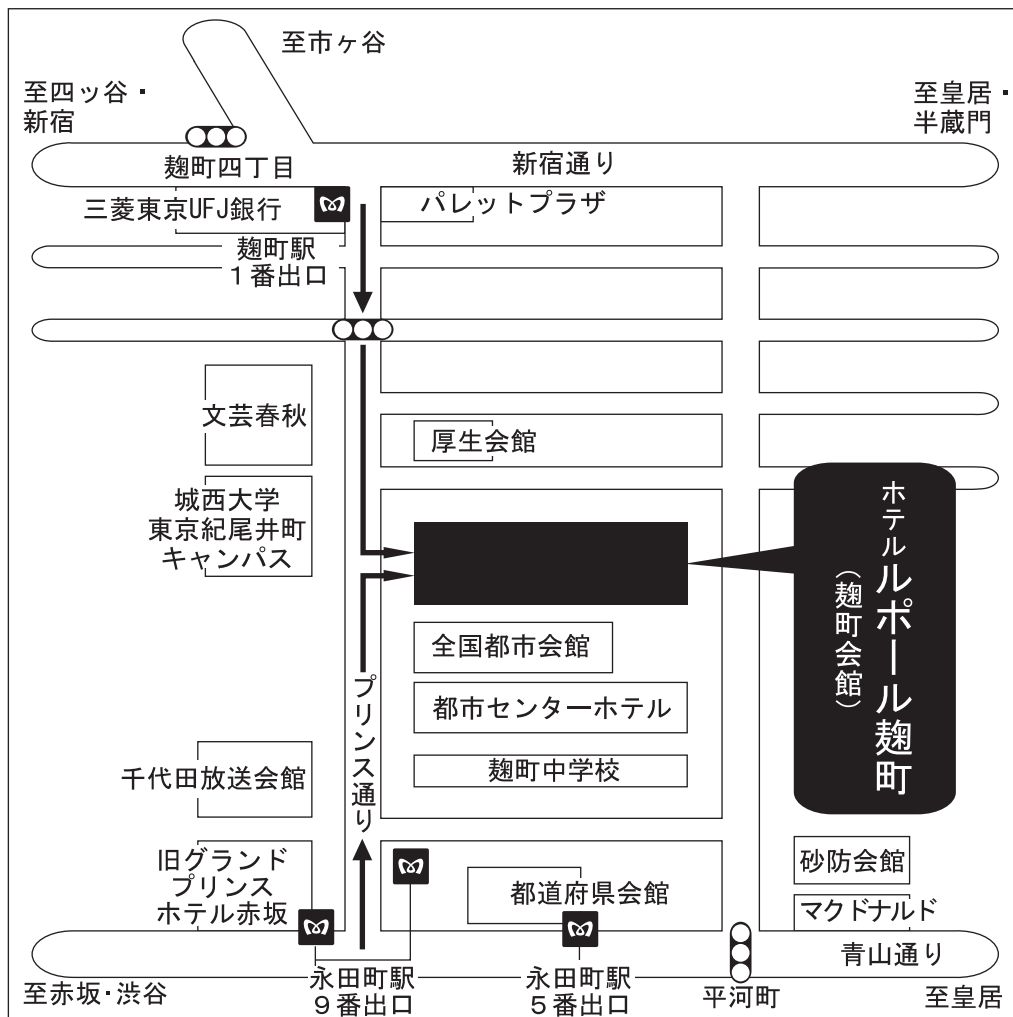 至市ヶ谷
至四ッ谷・
新宿
至皇居・
半蔵門
麹町四丁目
新宿通り
三菱東京UFJ銀行
パレットプラザ
麹町駅
1番出口
文芸春秋
厚生会館
城西大学
東京紀尾井町
キャンパス
ホテル
ルポール麹町
（麹町会館）
全国都市会館
プリンス通り
都市センターホテル
麹町中学校
千代田放送会館
旧グランド
プリンス
ホテル赤坂
都道府県会館
砂防会館
マクドナルド
青山通り
至赤坂・渋谷
永田町駅
9番出口
永田町駅
5番出口
平河町
至皇居